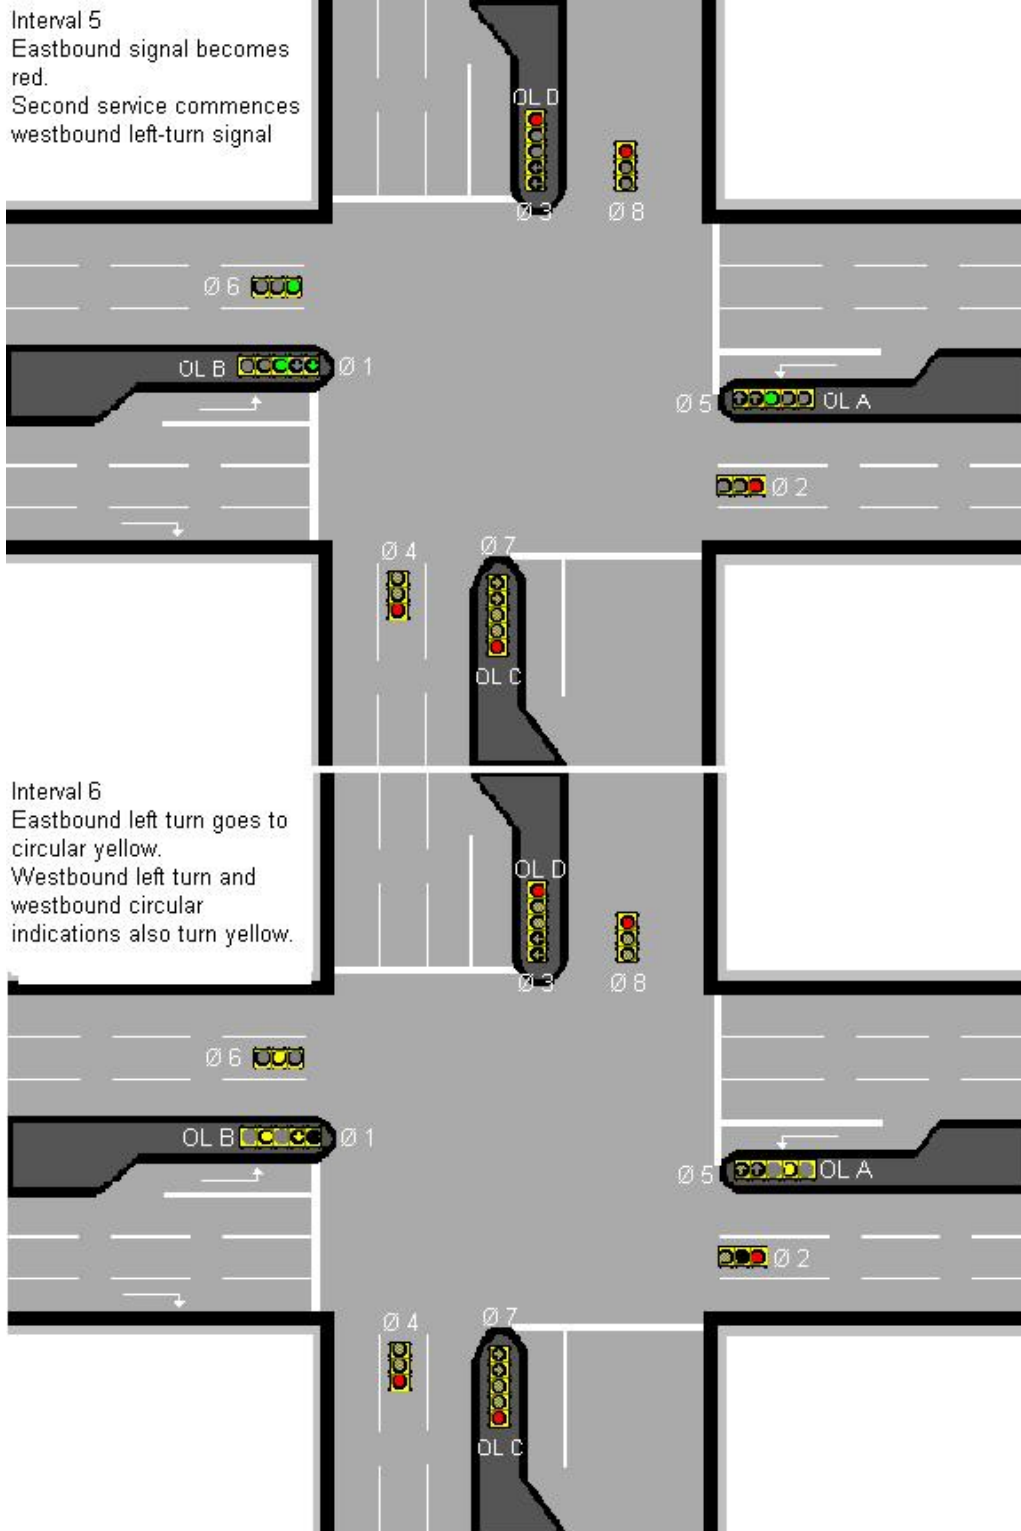 Interval 5
Eastbound signal becomes
red.
Second service commences
westbound left-turn signal
OL D
Ø 3
Ø 8
Ø 6
OL B
Ø 1
Ø 5
OL A
Ø 2
Ø 4
Ø 7
OL C
Interval 6
Eastbound left turn goes to
circular yellow.
Westbound left turn and
westbound circular
indications also turn yellow.
OL D
Ø 3
Ø 8
Ø 6
OL B
Ø 1
Ø 5
OL A
Ø 2
Ø 4
Ø 7
OL C